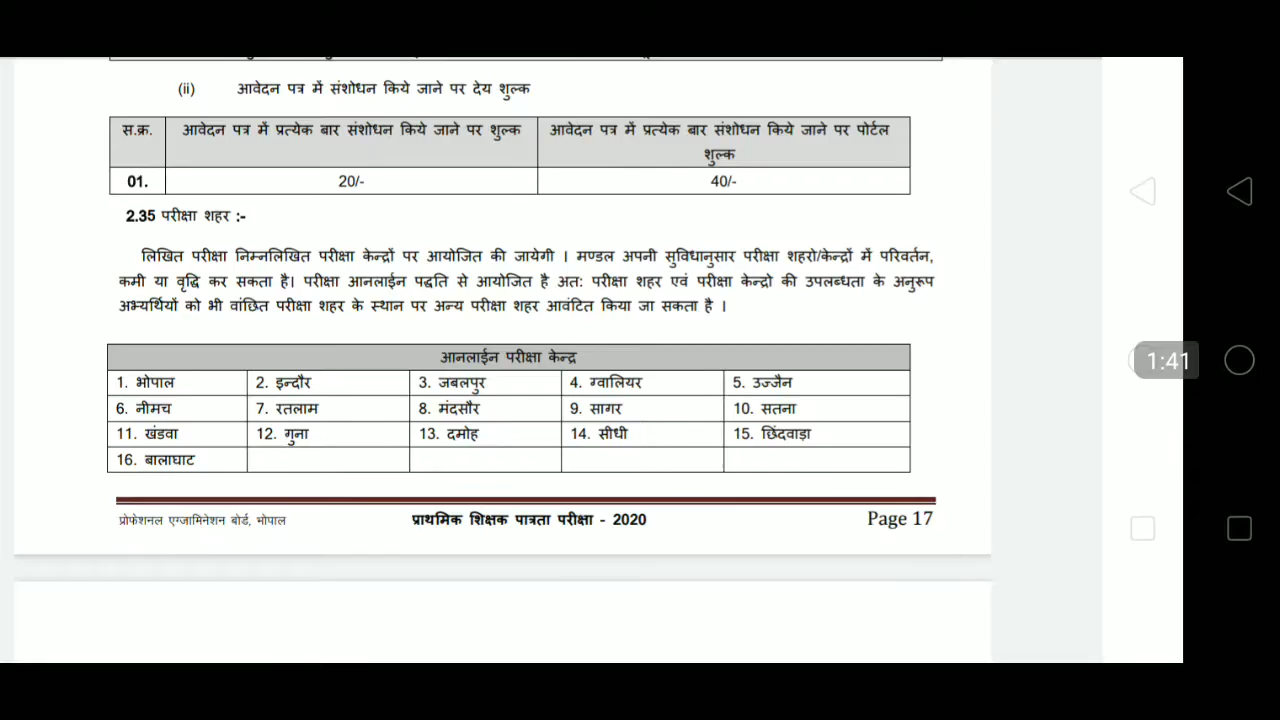 (ii) आवेदन पत्र में संशोधन किये जाने पर देय शुल्क
स.क्र. आवेदन पत्र में प्रत्येक बार संशोधन किये जाने पर शुल्क आवेदन पत्र में प्रत्येक बार संशोधन किये जाने पर पोर्टल
शुल्क
01. 20/- 40/-
2.35 परीक्षा शहर :-
लिखित परीक्षा निम्नलिखित परीक्षा केन्द्रों पर आयोजित की जायेगी । मण्डल अपनी सुविधानुसार परीक्षा शहरो/केन्द्रों में परिवर्तन,
कमी या वृद्धि कर सकता है। परीक्षा आनलाईन पद्धति से आयोजित है अत: परीक्षा शहर एवं परीक्षा केन्द्रो की उपलब्धता के अनुरूप
अभ्यर्थियों को भी वांछित परीक्षा शहर के स्थान पर अन्य परीक्षा शहर आवंटित किया जा सकता है ।
आनलाईन परीक्षा केन्द्र
1. भोपाल 2. इन्दौर 3. जबलपुर 4. ग्वालियर 5. उज्जैन
6. नीमच 7. रतलाम 8. मंदसौर 9. सागर 10. सतना
11. खंडवा 12. गुना 13. दमोह 14. सीधी 15. छिंदवाड़ा
16. बालाघाट
प्रोफेशनल एग्जामिनेशन बोर्ड, भोपाल प्राथमिक शिक्षक पात्रता परीक्षा - 2020 Page 17
1:41